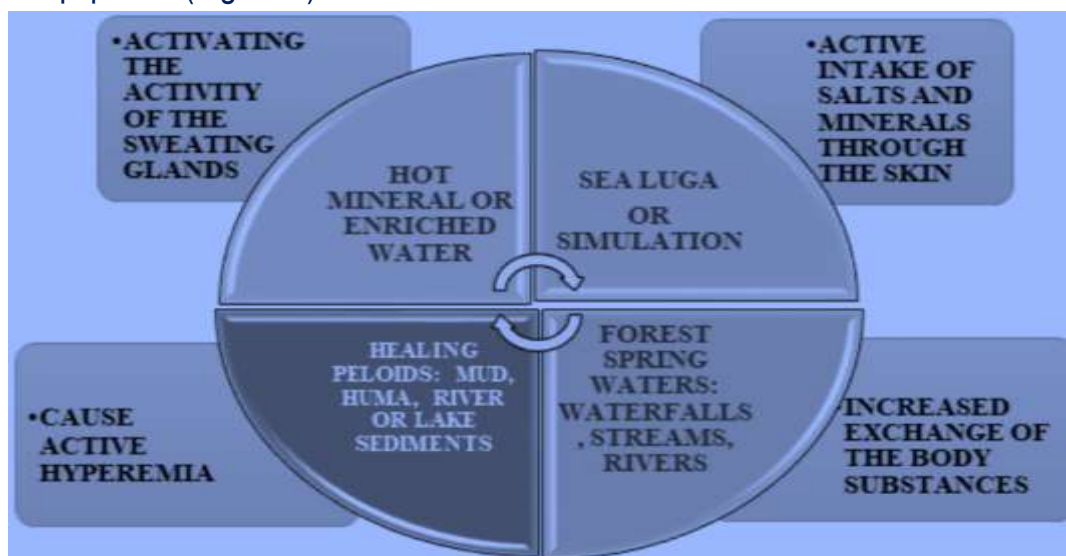 •ACTIVATING
THE
ACTIVITY
OF THE
SWEATING
GLANDS
HOT
MINERAL OR
ENRICHED
WATER
SEA LUGA
OR
SIMULATION
•ACTIVE
INTAKE OF
SALTS AND
MINERALS
THROUGH
THE SKIN
•CAUSE
ACTIVE
HYPEREMIA
HEALING
PELOIDS: MUD,
HUMA, RIVER
OR LAKE
SEDIMENTS
FOREST
SPRING
WATERS:
WATERFALLS
, STREAMS,
RIVERS
•INCREASED
EXCHANGE OF
THE BODY
SUBSTANCES